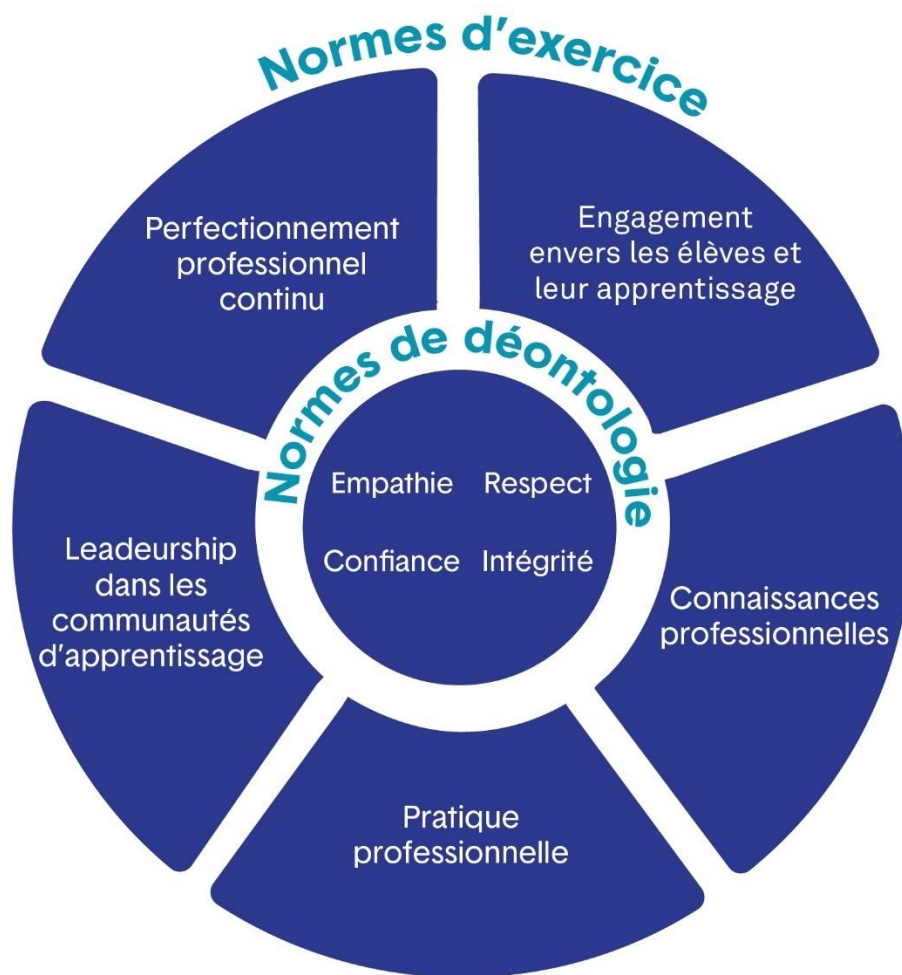 Normes d'exercice
Perfectionnement
professionnel
continu
Engagement
envers les élèves et
leur apprentissage
Normes de déontologie
Empathie Respect
Confiance Intégrité
Leadeurship
dans les
communautés
d'apprentissage
Connaissances
professionnelles
Pratique
professionnelle